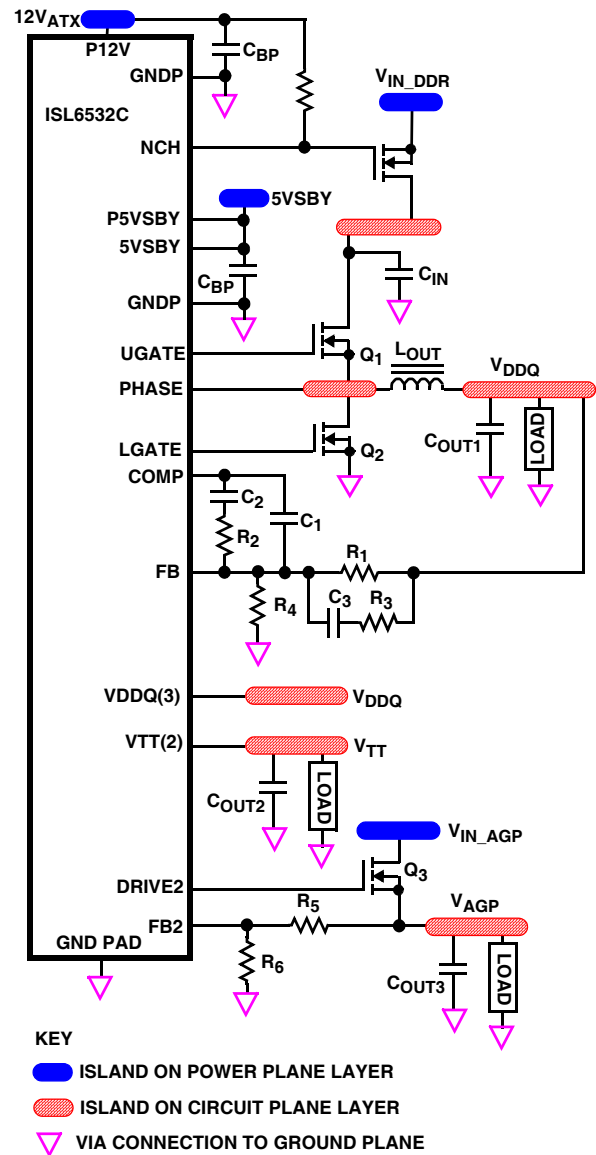 12VATX
P12V
CBP
GNDP
VIN_DDR
ISL6532C
NCH
5VSBY
P5VSBY
5VSBY
CBP
CIN
GNDP
UGATE
Q1
LOUT
VDDQ
PHASE
COUT1
LOAD
LGATE
Q2
COMP
C2
C1
R2
R1
FB
C3
R3
R4
VDDQ(3)
VDDQ
VTT(2)
VTT
COUT2
LOAD
VIN_AGP
Q3
DRIVE2
R5
VAGP
FB2
GND PAD
R6
COUT3
LOAD
KEY
ISLAND ON POWER PLANE LAYER
ISLAND ON CIRCUIT PLANE LAYER
VIA CONNECTION TO GROUND PLANE